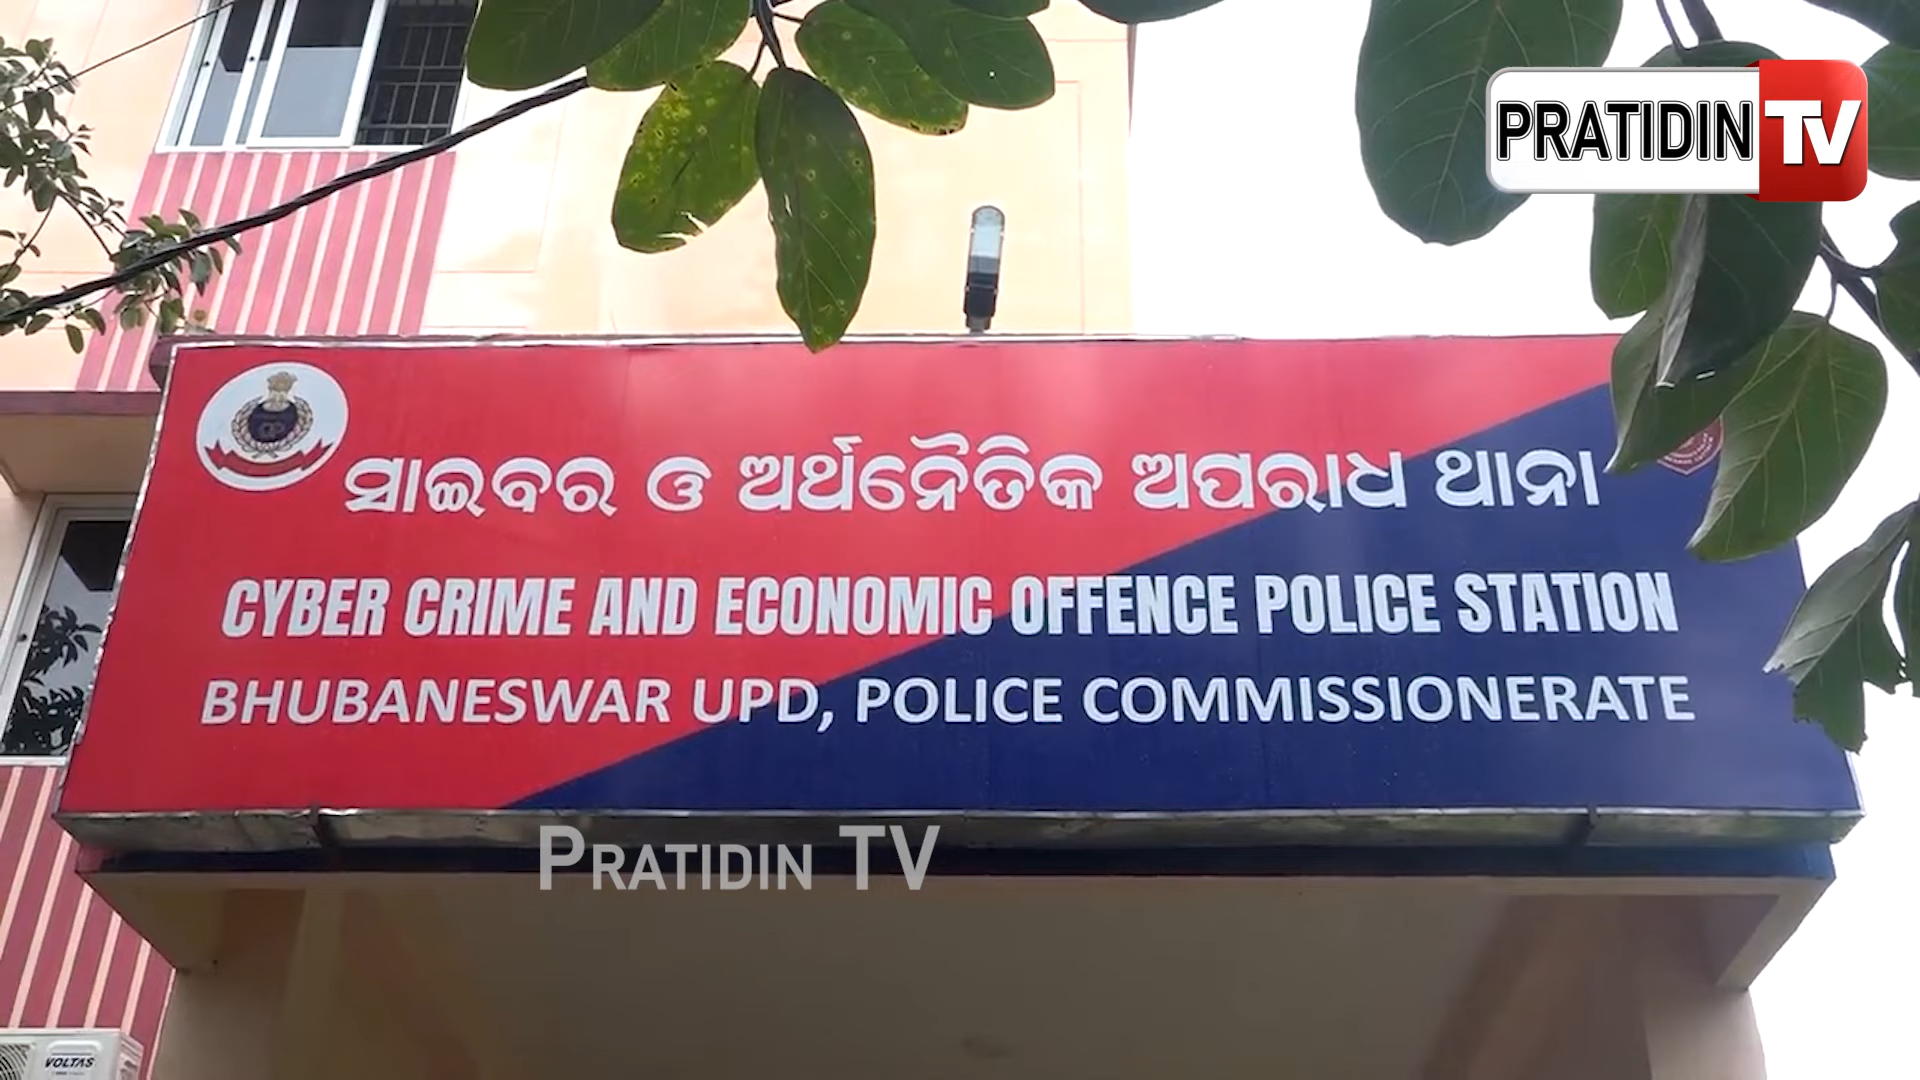 PRATIDIN TV
ସାଇବର ଓ ଅର୍ଥନୈତିକ ଅପରାଧ ଥାନା
CYBER CRIME AND ECONOMIC OFFENCE POLICE STATION
BHUBANESWAR UPD, POLICE COMMISSIONERATE
PRATIDIN TV
VOLTAS